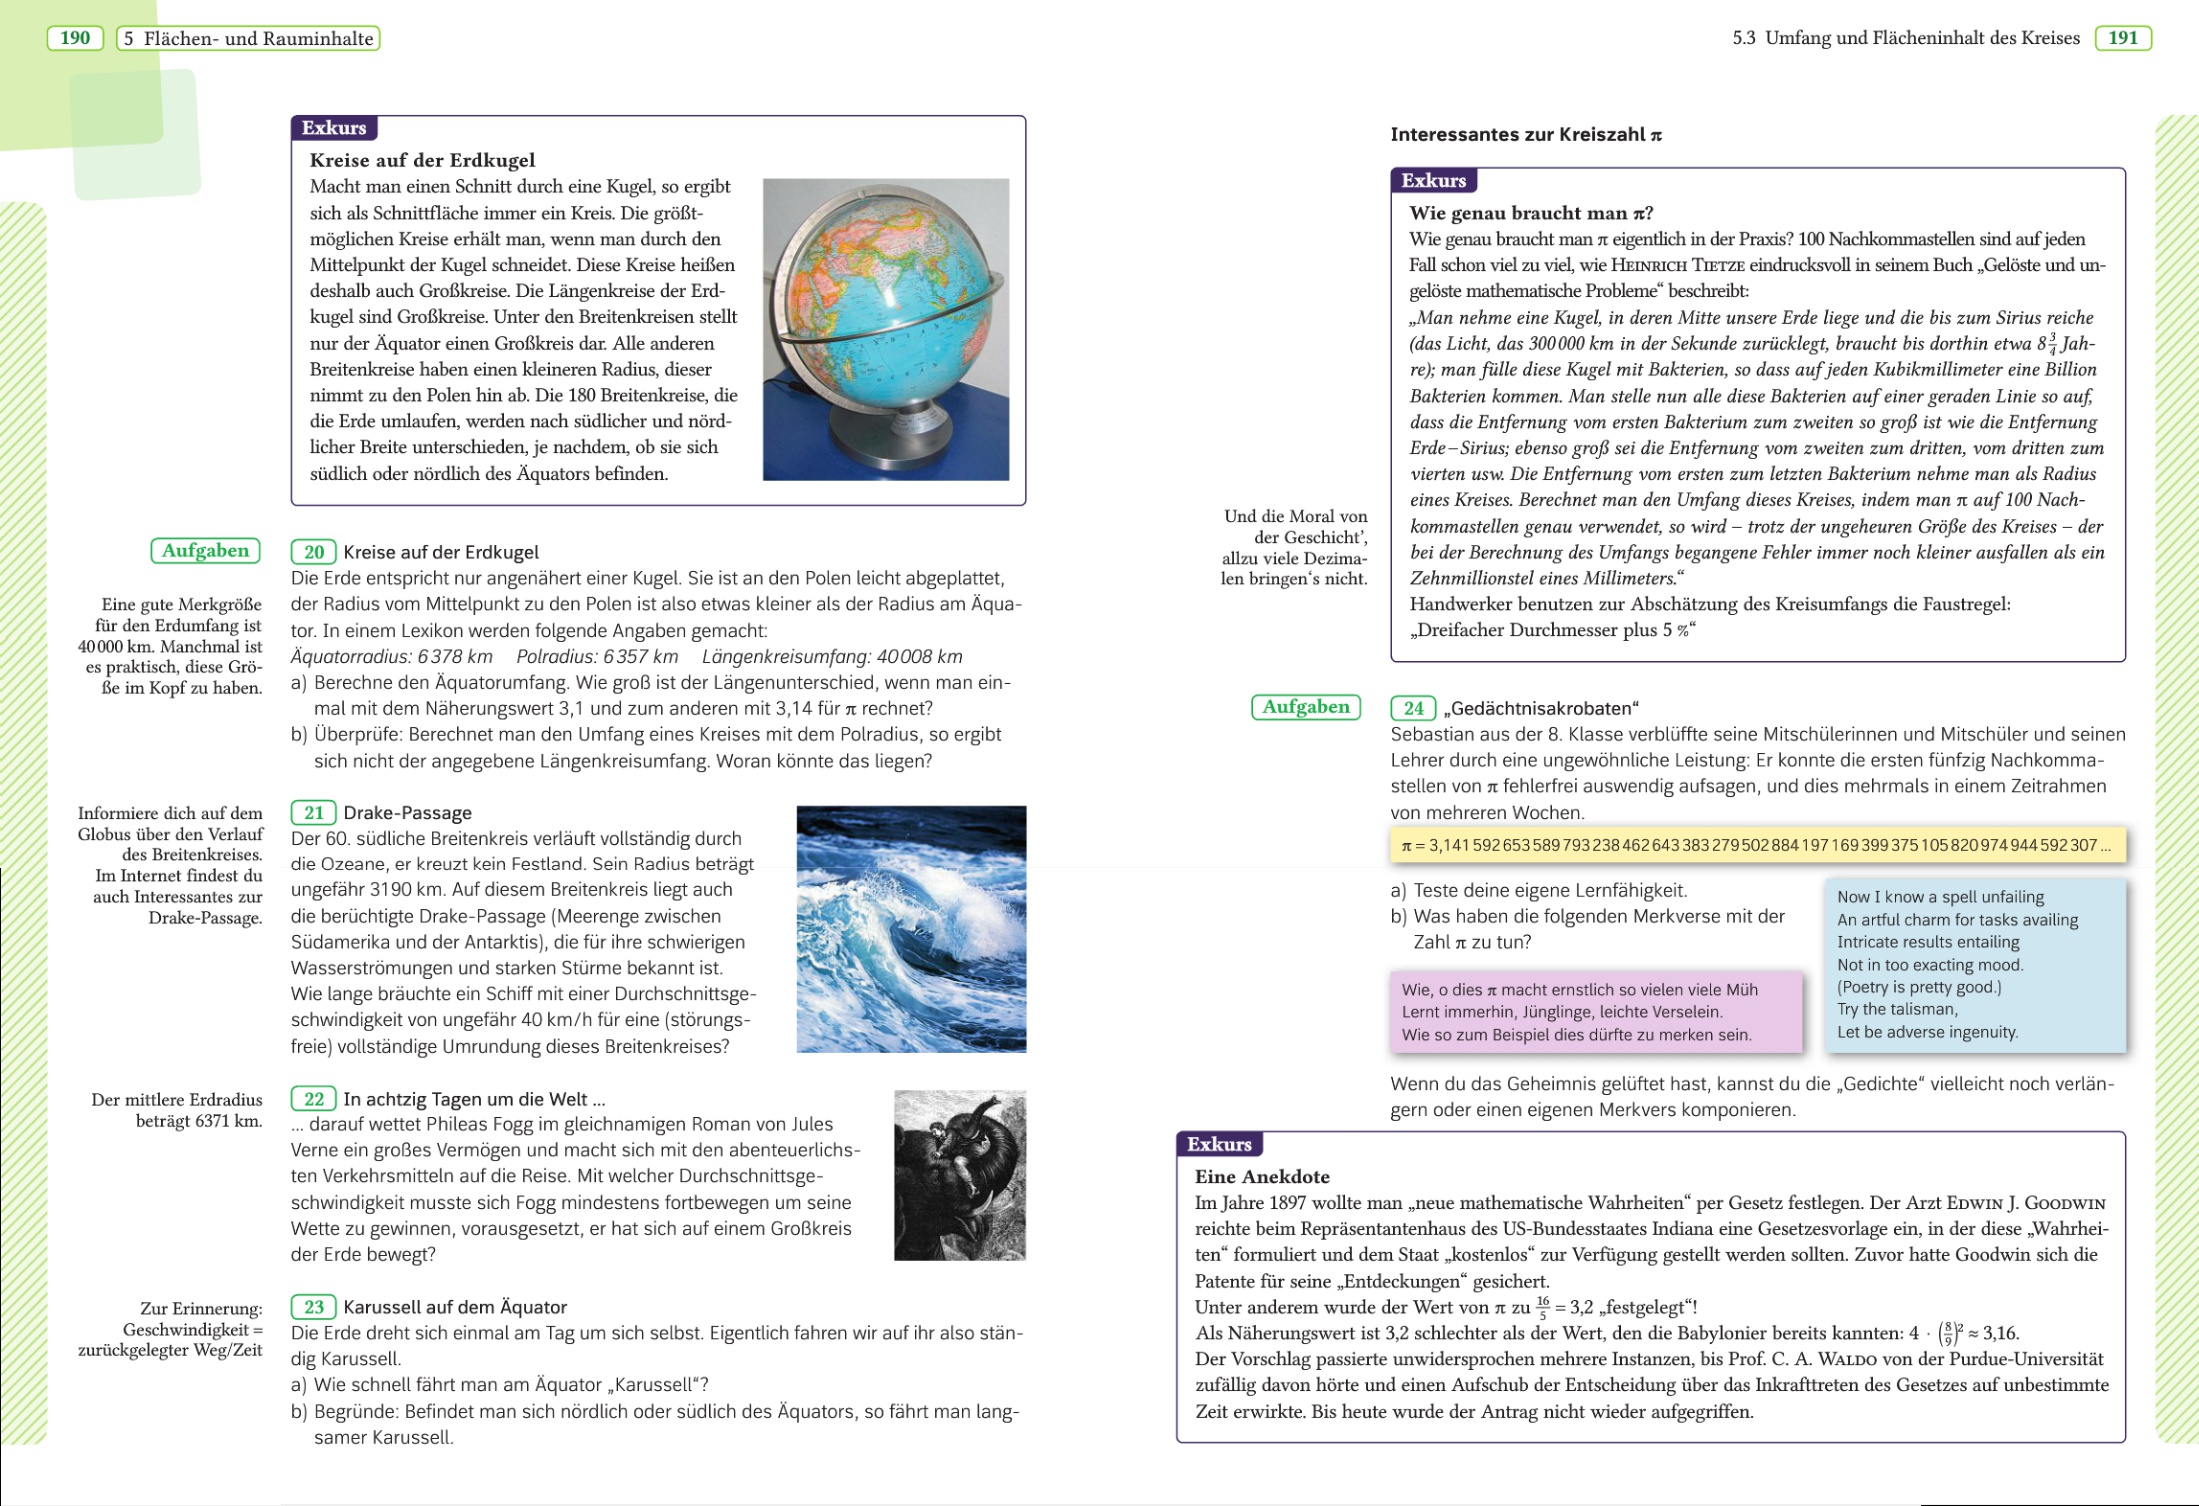 190 5 Flächen- und Rauminhalte
Exkurs
Kreise auf der Erdkugel
Macht man einen Schnitt durch eine Kugel, so ergibt
sich als Schnittfläche immer ein Kreis. Die größt-
möglichen Kreise erhält man, wenn man durch den
Mittelpunkt der Kugel schneidet. Diese Kreise heißen
deshalb auch Großkreise. Die Längenkreise der Erd-
kugel sind Großkreise. Unter den Breitenkreisen stellt
nur der Äquator einen Großkreis dar. Alle anderen
Breitenkreise haben einen kleineren Radius, dieser
nimmt zu den Polen hin ab. Die 180 Breitenkreise, die
die Erde umlaufen, werden nach südlicher und nörd-
licher Breite unterschieden, je nachdem, ob sie sich
südlich oder nördlich des Äquators befinden.
Aufgaben
20 Kreise auf der Erdkugel
Die Erde entspricht nur angenähert einer Kugel. Sie ist an den Polen leicht abgeplattet,
der Radius vom Mittelpunkt zu den Polen ist also etwas kleiner als der Radius am Äqua-
tor. In einem Lexikon werden folgende Angaben gemacht:
Äquatorradius: 6 378 km Polradius: 6 357 km Längenkreisumfang: 40 008 km
a) Berechne den Äquatorumfang. Wie groß ist der Längenunterschied, wenn man ein-
mal mit dem Näherungswert 3,1 und zum anderen mit 3,14 für π rechnet?
b) Überprüfe: Berechnet man den Umfang eines Kreises mit dem Polradius, so ergibt
sich nicht der angegebene Längenkreisumfang. Woran könnte das liegen?
Eine gute Merkgröße
für den Erdumfang ist
40 000 km. Manchmal ist
es praktisch, diese Grö-
ße im Kopf zu haben.
21 Drake-Passage
Der 60. südliche Breitenkreis verläuft vollständig durch
die Ozeane, er kreuzt kein Festland. Sein Radius beträgt
ungefähr 3190 km. Auf diesem Breitenkreis liegt auch
die berüchtigte Drake-Passage (Meerenge zwischen
Südamerika und der Antarktis), die für ihre schwierigen
Wasserströmungen und starken Stürme bekannt ist.
Wie lange bräuchte ein Schiff mit einer Durchschnittsge-
schwindigkeit von ungefähr 40 km/h für eine (störungs-
freie) vollständige Umrundung dieses Breitenkreises?
Informiere dich auf dem
Globus über den Verlauf
des Breitenkreises.
Im Internet findest du
auch Interessantes zur
Drake-Passage.
22 In achtzig Tagen um die Welt ...
... darauf wettet Phileas Fogg im gleichnamigen Roman von Jules
Verne ein großes Vermögen und macht sich mit den abenteuerlichs-
ten Verkehrsmitteln auf die Reise. Mit welcher Durchschnittsge-
schwindigkeit musste sich Fogg mindestens fortbewegen um seine
Wette zu gewinnen, vorausgesetzt, er hat sich auf einem Großkreis
der Erde bewegt?
Der mittlere Erdradius
beträgt 6371 km.
23 Karussell auf dem Äquator
Die Erde dreht sich einmal am Tag um sich selbst. Eigentlich fahren wir auf ihr also stän-
dig Karussell.
a) Wie schnell fährt man am Äquator „Karussell“?
b) Begründe: Befindet man sich nördlich oder südlich des Äquators, so fährt man lang-
samer Karussell.
Zur Erinnerung:
Geschwindigkeit =
zurückgelegter Weg/Zeit
5.3 Umfang und Flächeninhalt des Kreises 191
Interessantes zur Kreiszahl π
Exkurs
Wie genau braucht man π?
Wie genau braucht man π eigentlich in der Praxis? 100 Nachkommastellen sind auf jeden
Fall schon viel zu viel, wie HEINRICH TIETZE eindrucksvoll in seinem Buch „Gelöste und un-
gelöste mathematische Probleme“ beschreibt:
„Man nehme eine Kugel, in deren Mitte unsere Erde liege und die bis zum Sirius reiche
(das Licht, das 300 000 km in der Sekunde zurücklegt, braucht bis dorthin etwa 8 3/4 Jah-
re); man fülle diese Kugel mit Bakterien, so dass auf jeden Kubikmillimeter eine Billion
Bakterien kommen. Man stelle nun alle diese Bakterien auf einer geraden Linie so auf,
dass die Entfernung vom ersten Bakterium zum zweiten so groß ist wie die Entfernung
Erde – Sirius; ebenso groß sei die Entfernung vom zweiten zum dritten, vom dritten zum
vierten usw. Die Entfernung vom ersten zum letzten Bakterium nehme man als Radius
eines Kreises. Berechnet man den Umfang dieses Kreises, indem man π auf 100 Nach-
kommastellen genau verwendet, so wird – trotz der ungeheuren Größe des Kreises – der
bei der Berechnung des Umfangs begangene Fehler immer noch kleiner ausfallen als ein
Zehnmillionstel eines Millimeters.“
Handwerker benutzen zur Abschätzung des Kreisumfangs die Faustregel:
„Dreifacher Durchmesser plus 5 %“
Und die Moral von
der Geschicht’,
allzu viele Dezima-
len bringen‘s nicht.
Aufgaben
24 „Gedächtnisakrobaten“
Sebastian aus der 8. Klasse verblüffte seine Mitschülerinnen und Mitschüler und seinen
Lehrer durch eine ungewöhnliche Leistung: Er konnte die ersten fünfzig Nachkomma-
stellen von π fehlerfrei auswendig aufsagen, und dies mehrmals in einem Zeitrahmen
von mehreren Wochen.
π = 3,141 592 653 589 793 238 462 643 383 279 502 884 197 169 399 375 105 820 974 944 592 307 ...
a) Teste deine eigene Lernfähigkeit.
b) Was haben die folgenden Merkverse mit der
Zahl π zu tun?
Wie, o dies π macht ernstlich so vielen viele Müh
Lernt immerhin, Jünglinge, leichte Verselein.
Wie so zum Beispiel dies dürfte zu merken sein.
Now I know a spell unfailing
An artful charm for tasks availing
Intricate results entailing
Not in too exacting mood.
(Poetry is pretty good.)
Try the talisman,
Let be adverse ingenuity.
Wenn du das Geheimnis gelüftet hast, kannst du die „Gedichte“ vielleicht noch verlän-
gern oder einen eigenen Merkvers komponieren.
Exkurs
Eine Anekdote
Im Jahre 1897 wollte man „neue mathematische Wahrheiten“ per Gesetz festlegen. Der Arzt EDWIN J. GOODWIN
reichte beim Repräsentantenhaus des US-Bundesstaates Indiana eine Gesetzesvorlage ein, in der diese „Wahrhei-
ten“ formuliert und dem Staat „kostenlos“ zur Verfügung gestellt werden sollten. Zuvor hatte Goodwin sich die
Patente für seine „Entdeckungen“ gesichert.
Unter anderem wurde der Wert von π zu 16/5 = 3,2 „festgelegt“!
Als Näherungswert ist 3,2 schlechter als der Wert, den die Babylonier bereits kannten: 4 · (8/9)² ≈ 3,16.
Der Vorschlag passierte unwidersprochen mehrere Instanzen, bis Prof. C. A. WALDO von der Purdue-Universität
zufällig davon hörte und einen Aufschub der Entscheidung über das Inkrafttreten des Gesetzes auf unbestimmte
Zeit erwirkte. Bis heute wurde der Antrag nicht wieder aufgegriffen.